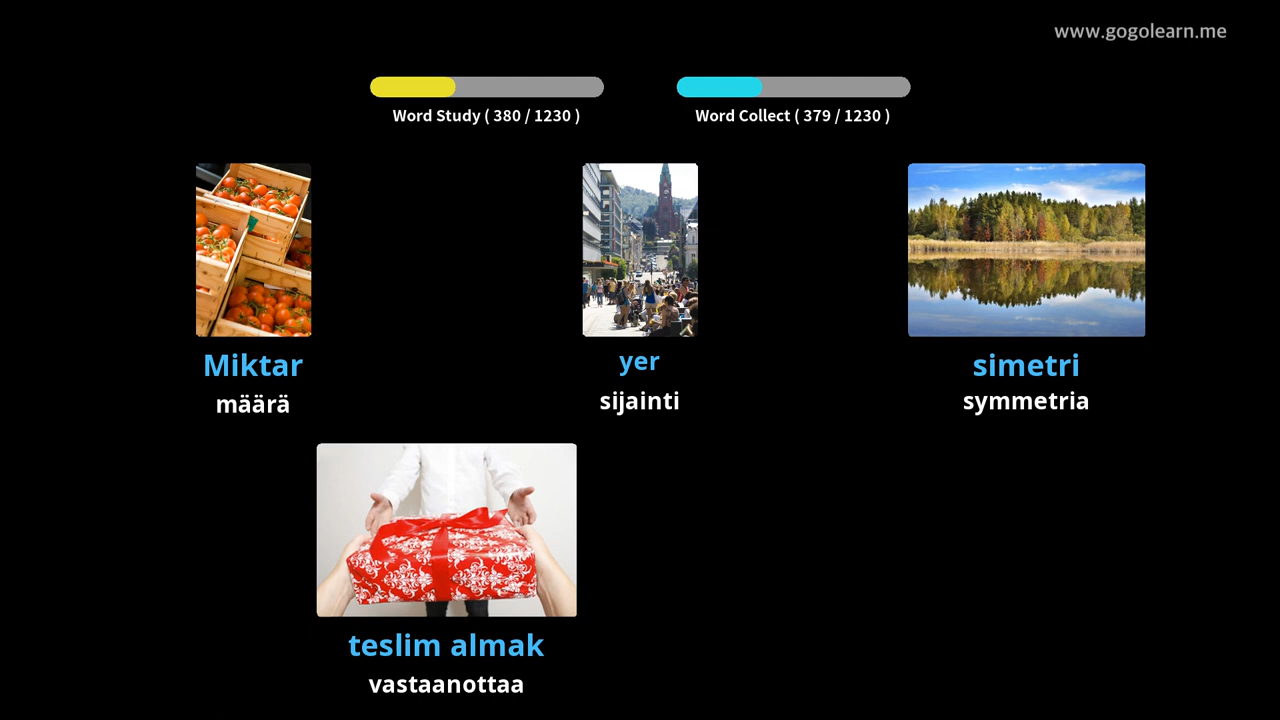 www.gogolearn.me
Word Study ( 380 / 1230 )
Word Collect ( 379 / 1230 )
Miktar
määrä
yer
sijainti
simetri
symmetria
teslim almak
vastaanottaa